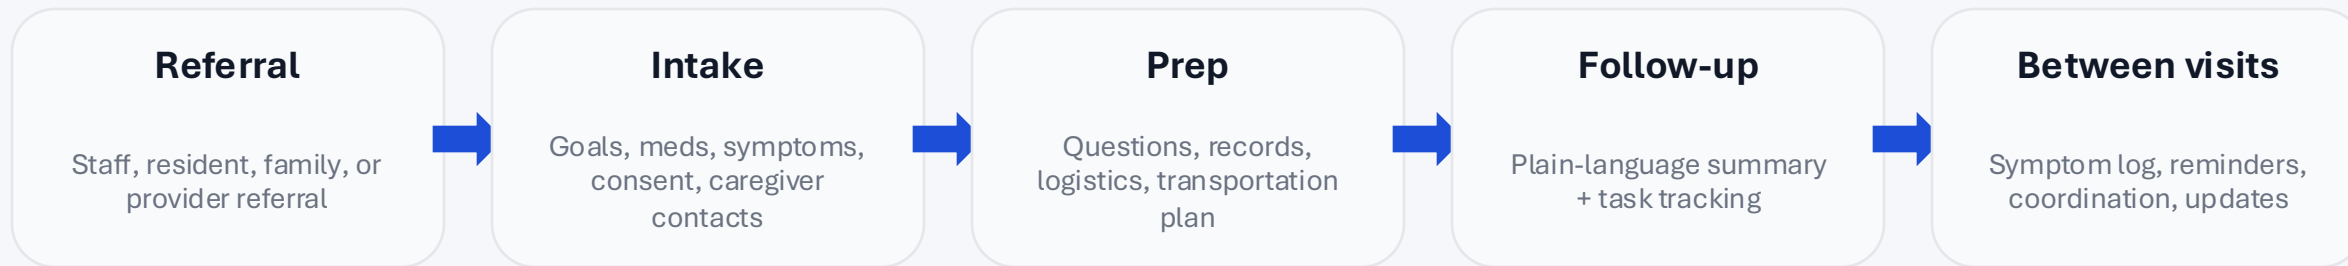 Referral
Staff, resident, family, or
provider referral
Intake
Goals, meds, symptoms,
consent, caregiver
contacts
Prep
Questions, records,
logistics, transportation
plan
Follow-up
Plain-language summary
+ task tracking
Between visits
Symptom log, reminders,
coordination, updates